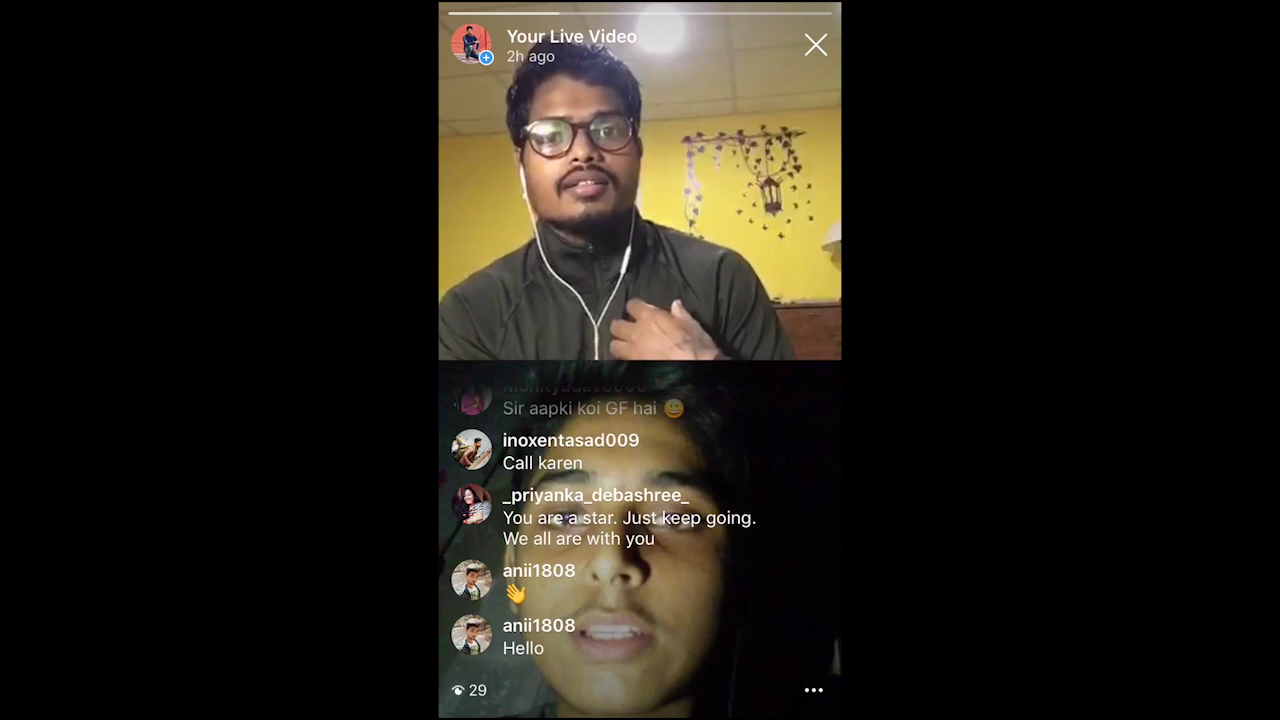 Your Live Video
2h ago
Sir aapki koi GF hai 😀
inoxentasad009
Call karen
_priyanka_debashree_
You are a star. Just keep going.
We all are with you
anii1808
👋
anii1808
Hello
29